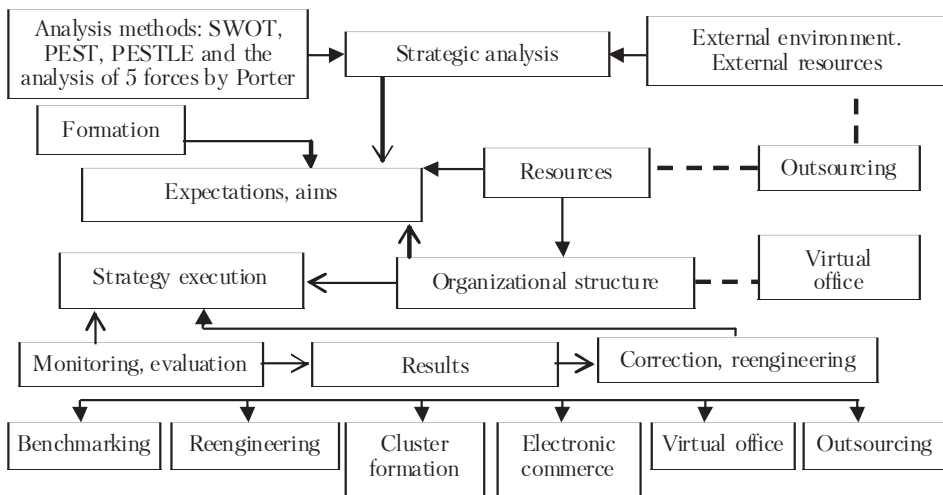 Analysis methods: SWOT,
PEST, PESTLE and the
analysis of 5 forces by Porter
Strategic analysis
External environment.
External resources
Formation
Expectations, aims
Resources
Outsourcing
Strategy execution
Organizational structure
Virtual
office
Monitoring, evaluation
Results
Correction, reengineering
Benchmarking
Reengineering
Cluster
formation
Electronic
commerce
Virtual office
Outsourcing